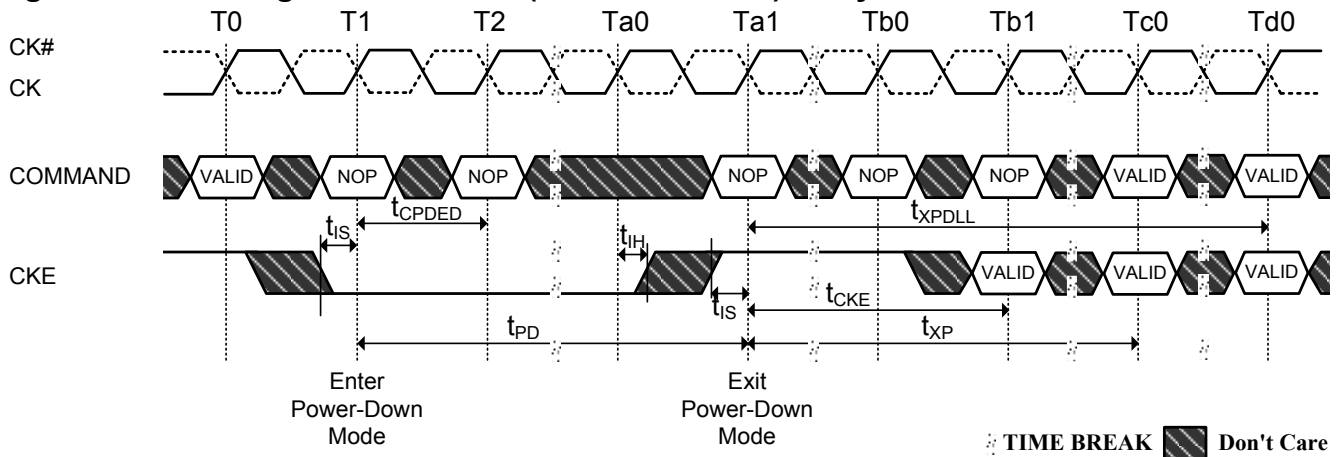 T0 T1 T2 Ta0 Ta1 Tb0 Tb1 Tc0 Td0
CK#
CK
COMMAND VALID NOP NOP NOP NOP NOP VALID VALID
tCPDED tXPDLL
tIS tIH
CKE VALID VALID VALID
tIS tCKE
tPD tXP
Enter
Power-Down
Mode
Exit
Power-Down
Mode
TIME BREAK Don't Care